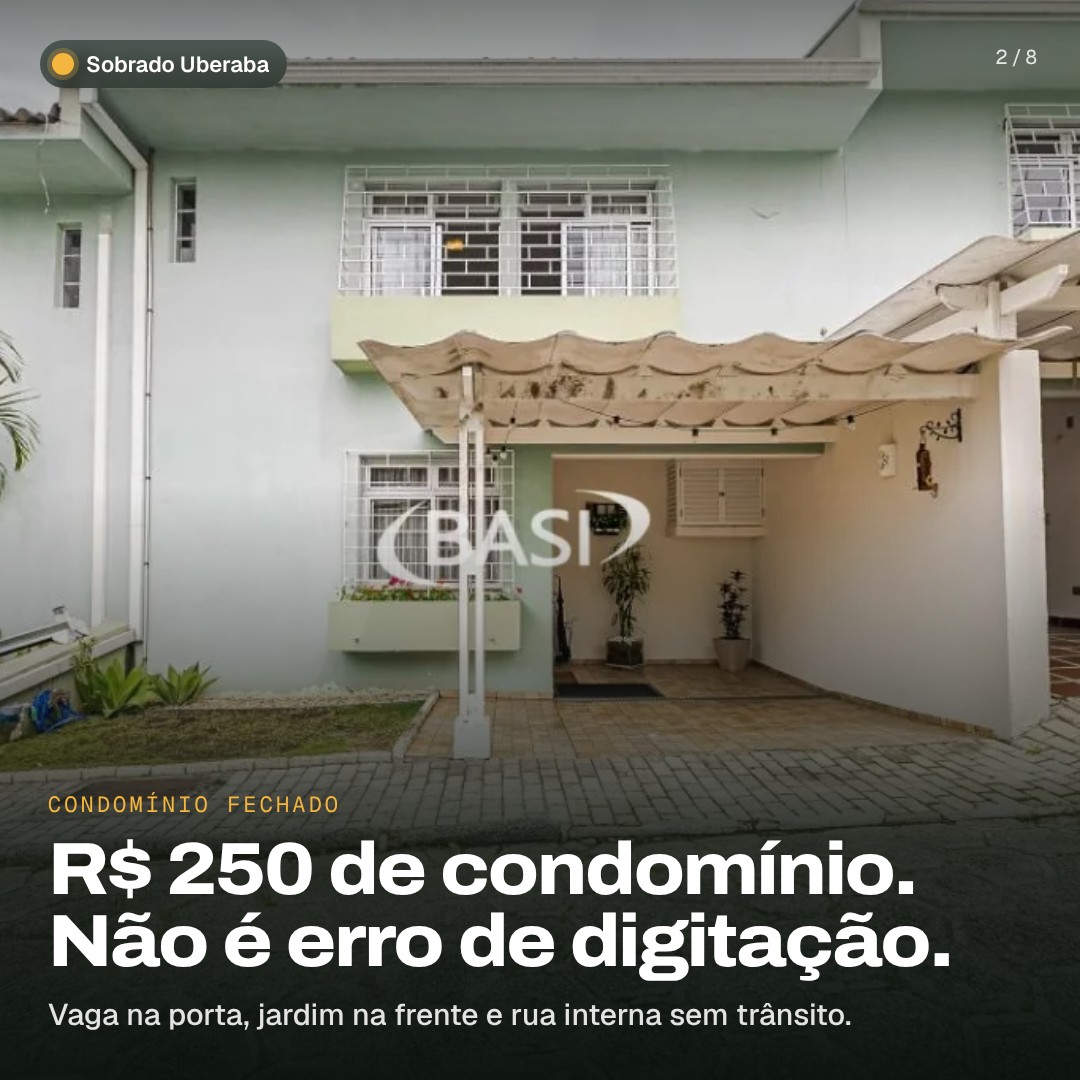 Sobrado Uberaba
2 / 8
BASI
CONDOMÍNIO FECHADO
R$ 250 de condomínio.
Não é erro de digitação.
Vaga na porta, jardim na frente e rua interna sem trânsito.